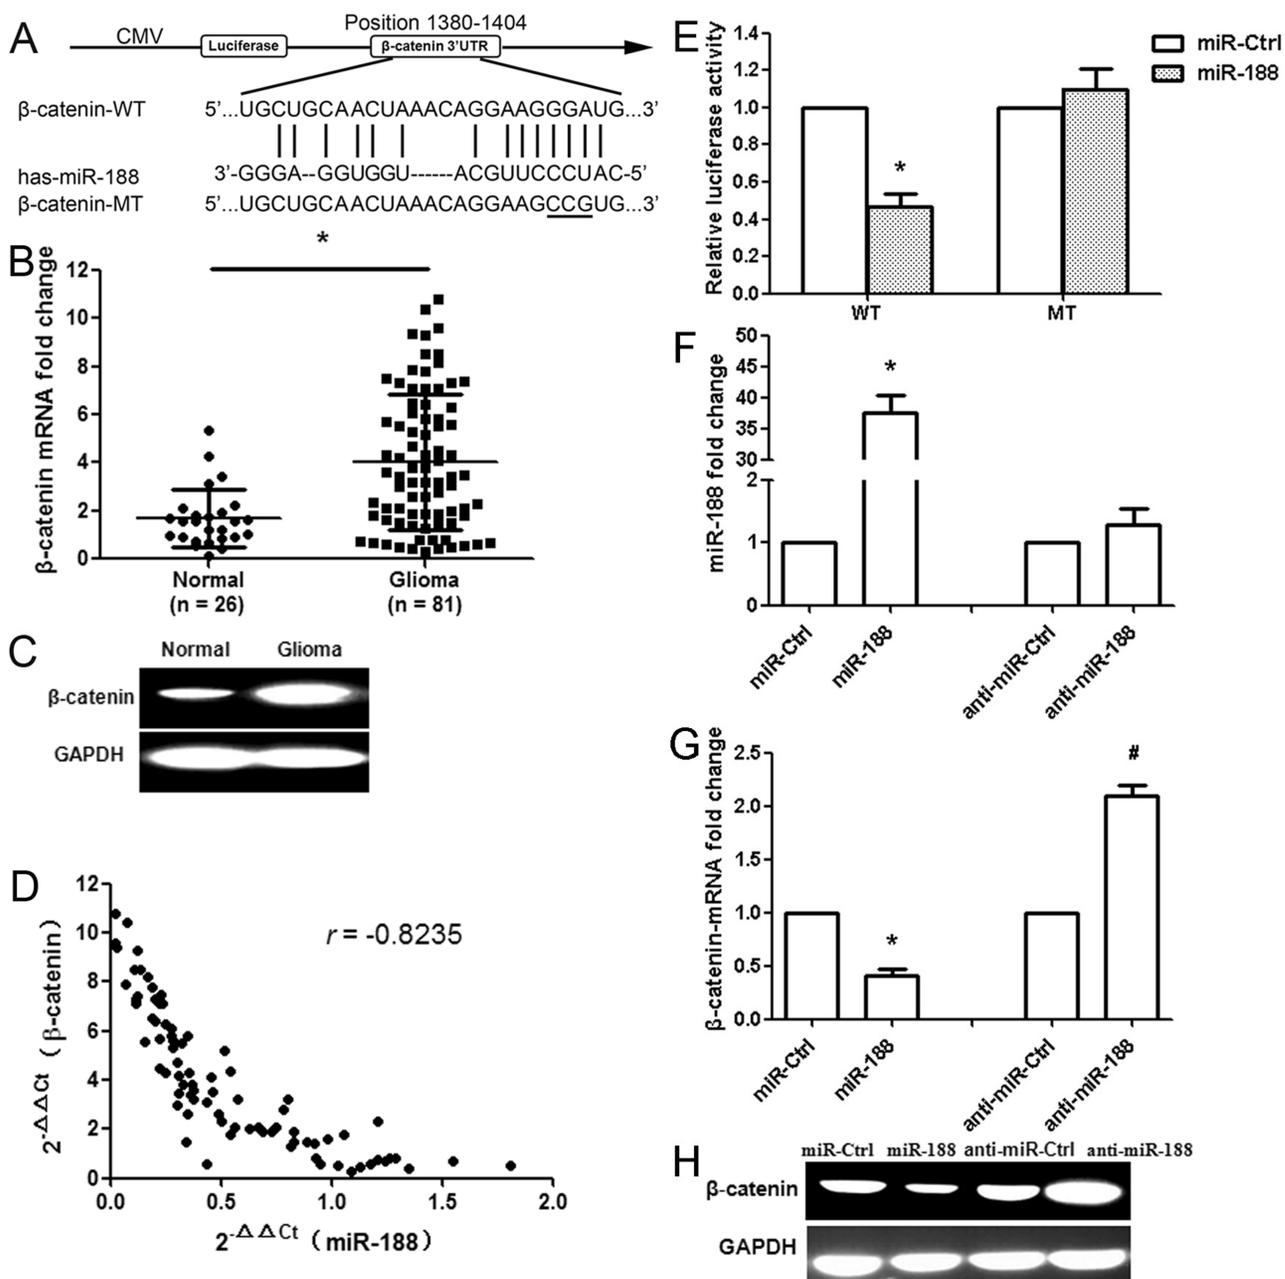 A
CMV
Luciferase
Position 1380-1404
β-catenin 3'UTR
β-catenin-WT 5'...UGCUGCAACUAAACAGGAAGGGAUG...3'
has-miR-188 3'-GGGA--GGUGGU------ACGUUCCCUAC-5'
β-catenin-MT 5'...UGCUGCAACUAAACAGGAAGCCGUG...3'
B
β-catenin mRNA fold change
12
10
8
6
4
2
0
*
Normal
(n = 26)
Glioma
(n = 81)
C
Normal Glioma
β-catenin
GAPDH
D
2-ΔΔCt (β-catenin)
12
10
8
6
4
2
0
r = -0.8235
0.0 0.5 1.0 1.5 2.0
2-ΔΔCt (miR-188)
E
Relative luciferase activity
1.4
1.2
1.0
0.8
0.6
0.4
0.2
0.0
*
WT MT
miR-Ctrl
miR-188
F
miR-188 fold change
50
45
40
35
30
2
1
0
*
miR-Ctrl
miR-188
anti-miR-Ctrl
anti-miR-188
G
β-catenin-mRNA fold change
2.5
2.0
1.5
1.0
0.5
0.0
*
#
miR-Ctrl
miR-188
anti-miR-Ctrl
anti-miR-188
H
miR-Ctrl miR-188 anti-miR-Ctrl anti-miR-188
β-catenin
GAPDH